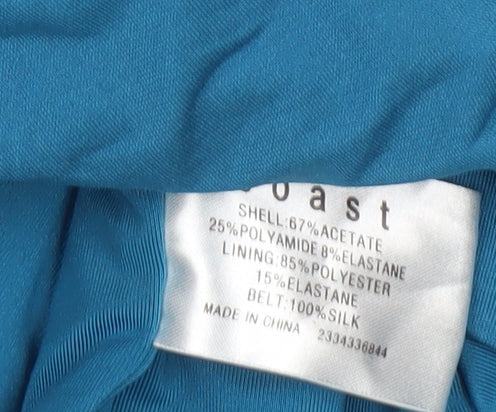 oast
SHELL:67%ACETATE
25%POLYAMIDE 8%ELASTANE
LINING:85%POLYESTER
15%ELASTANE
BELT:100%SILK
MADE IN CHINA 2334336844